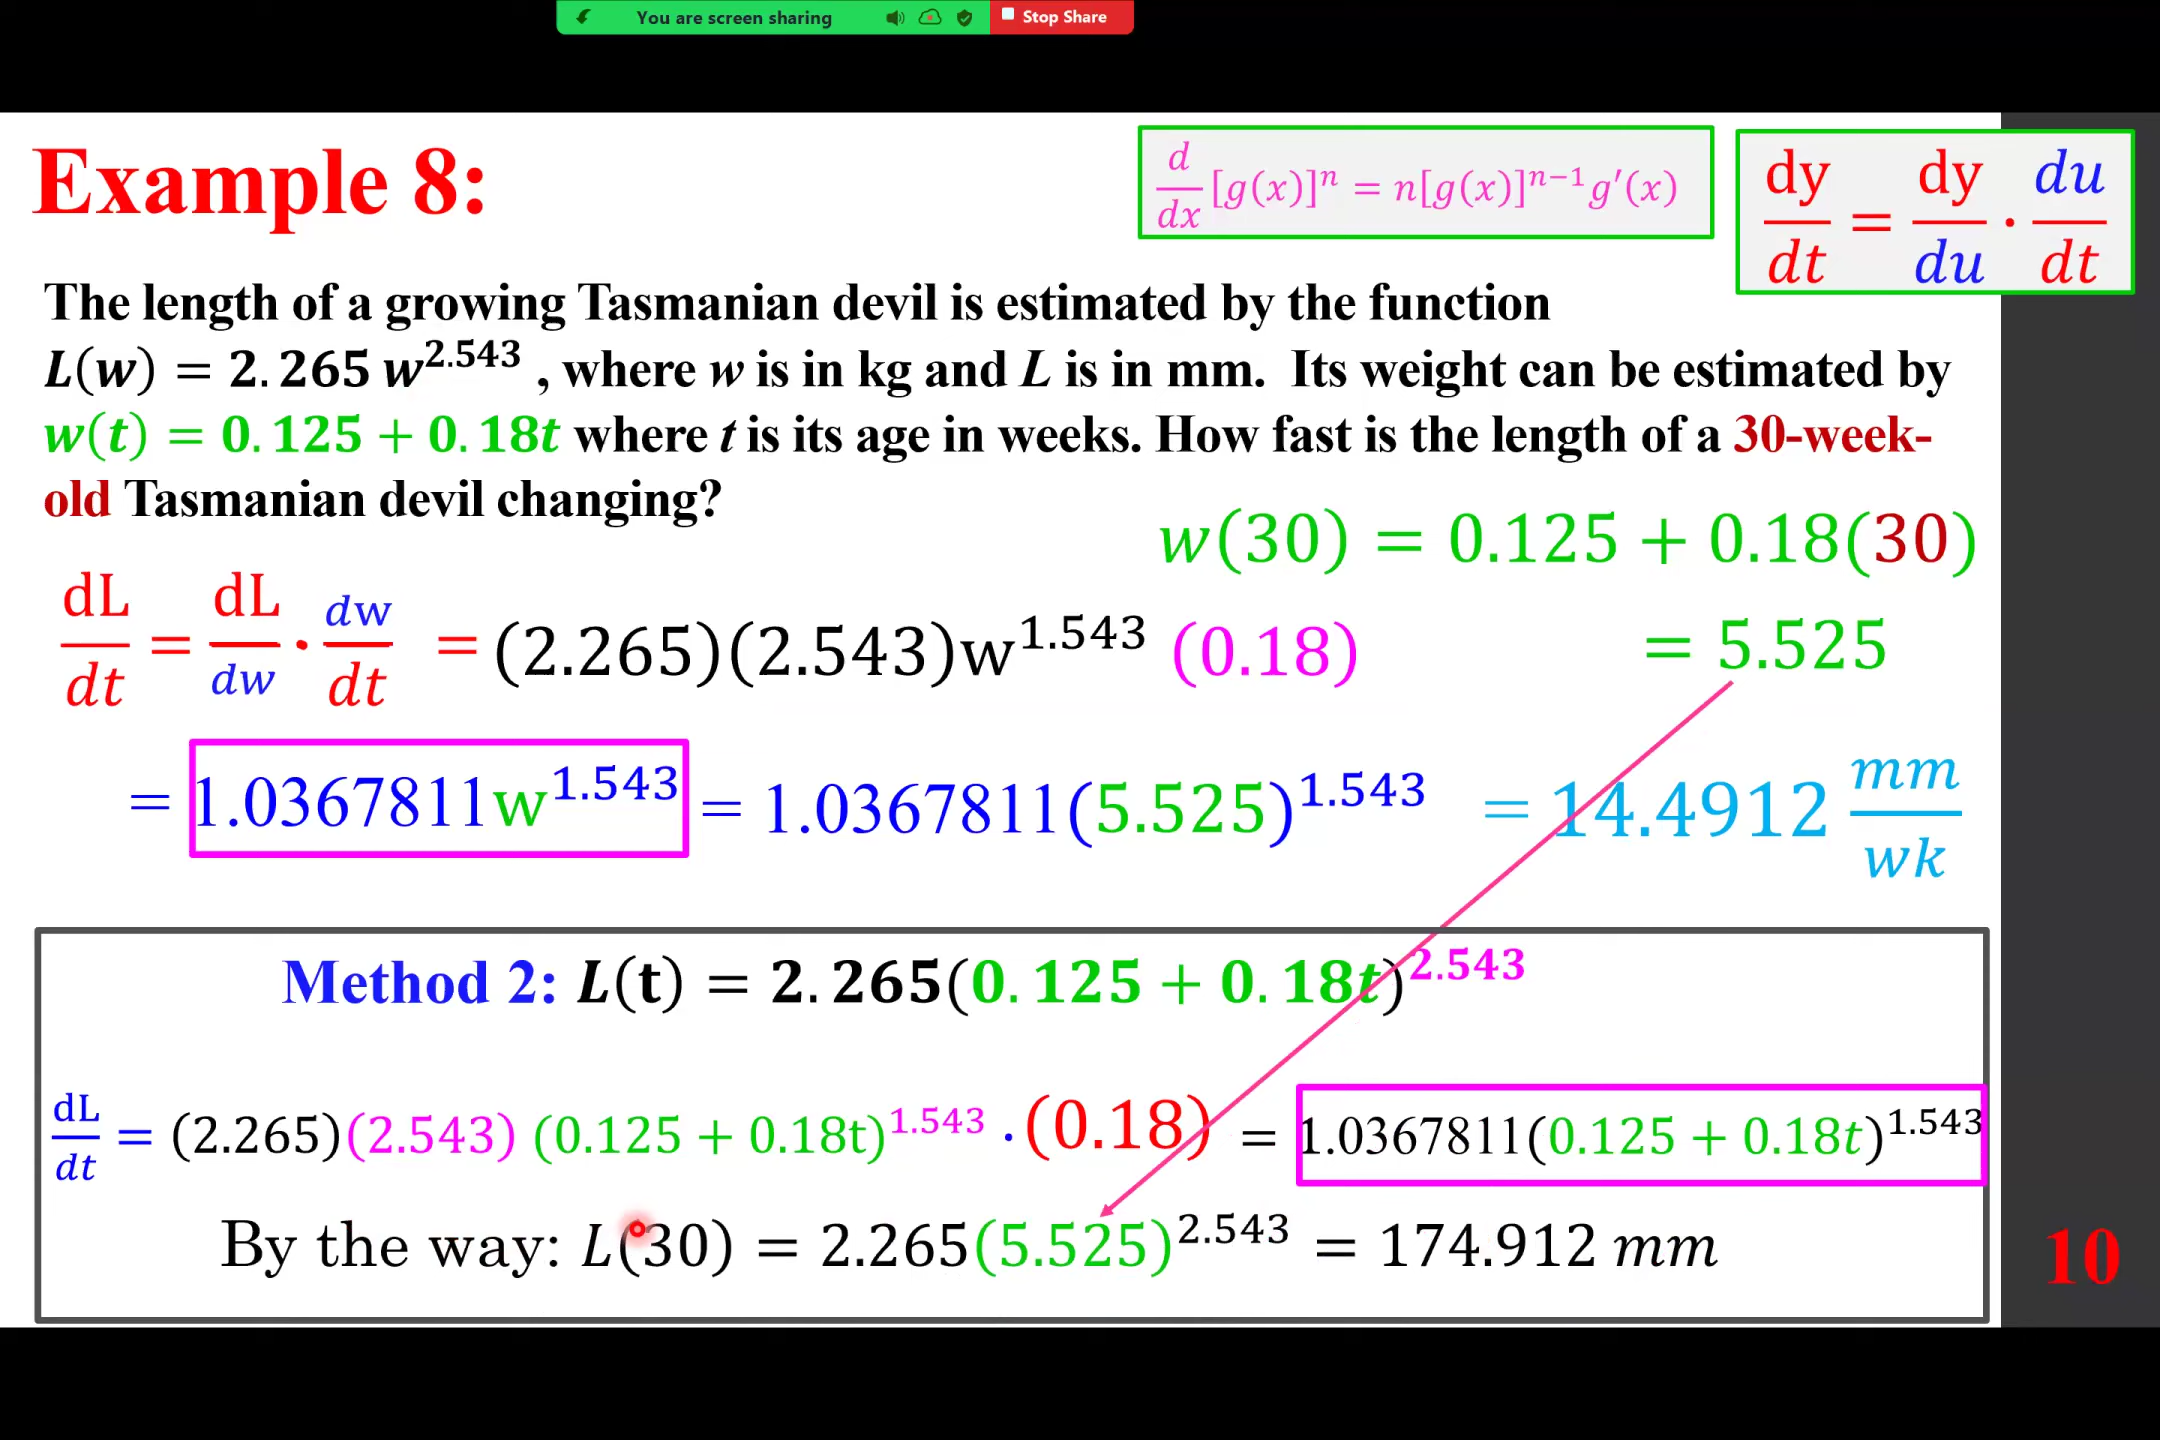 You are screen sharing Stop Share
Example 8:
d/dx [g(x)]ⁿ = n[g(x)]ⁿ⁻¹g′(x)
dy/dt = dy/du · du/dt
The length of a growing Tasmanian devil is estimated by the function
L(w) = 2.265 w^2.543 , where w is in kg and L is in mm. Its weight can be estimated by
w(t) = 0.125 + 0.18t where t is its age in weeks. How fast is the length of a 30-week-
old Tasmanian devil changing?
w(30) = 0.125 + 0.18(30)
= 5.525
dL/dt = dL/dw · dw/dt = (2.265)(2.543)w^1.543 (0.18)
= 1.0367811w^1.543 = 1.0367811(5.525)^1.543 = 14.4912 mm/wk
Method 2: L(t) = 2.265(0.125 + 0.18t)^2.543
dL/dt = (2.265)(2.543) (0.125 + 0.18t)^1.543 · (0.18) = 1.0367811(0.125 + 0.18t)^1.543
By the way: L(30) = 2.265(5.525)^2.543 = 174.912 mm
10